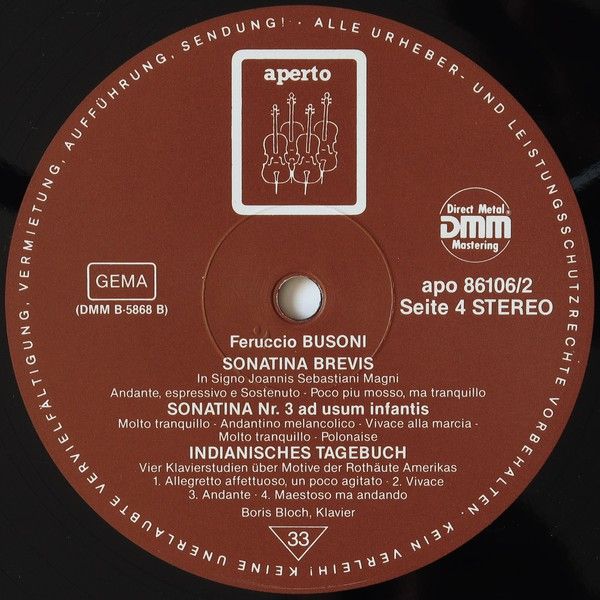 ALLE URHEBER- UND LEISTUNGSSCHUTZRECHTE VORBEHALTEN. KEIN VERLEIH! KEINE UNERLAUBTE VERVIELFÄLTIGUNG, VERMIETUNG, AUFFÜHRUNG, SENDUNG! ·
aperto
Direct Metal
DMM
Mastering
GEMA
(DMM B-5868 B)
apo 86106/2
Seite 4 STEREO
Feruccio BUSONI
SONATINA BREVIS
In Signo Joannis Sebastiani Magni
Andante, espressivo e Sostenuto · Poco piu mosso, ma tranquillo
SONATINA Nr. 3 ad usum infantis
Molto tranquillo · Andantino melancolico · Vivace alla marcia ·
Molto tranquillo · Polonaise
INDIANISCHES TAGEBUCH
Vier Klavierstudien über Motive der Rothäute Amerikas
1. Allegretto affettuoso, un poco agitato · 2. Vivace
3. Andante · 4. Maestoso ma andando
Boris Bloch, Klavier
33